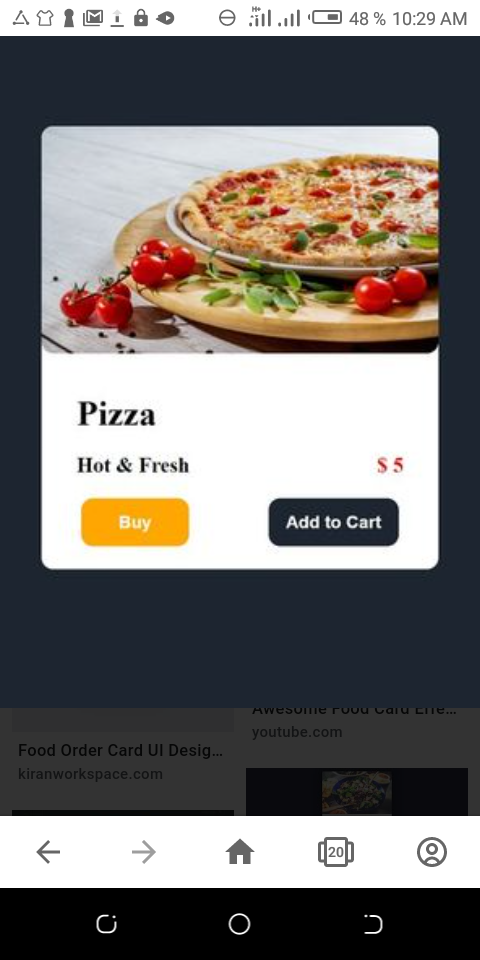 48 % 10:29 AM
Pizza
Hot & Fresh
$ 5
Buy
Add to Cart
Awesome Food Card Effe...
youtube.com
Food Order Card UI Desig...
kiranworkspace.com
20